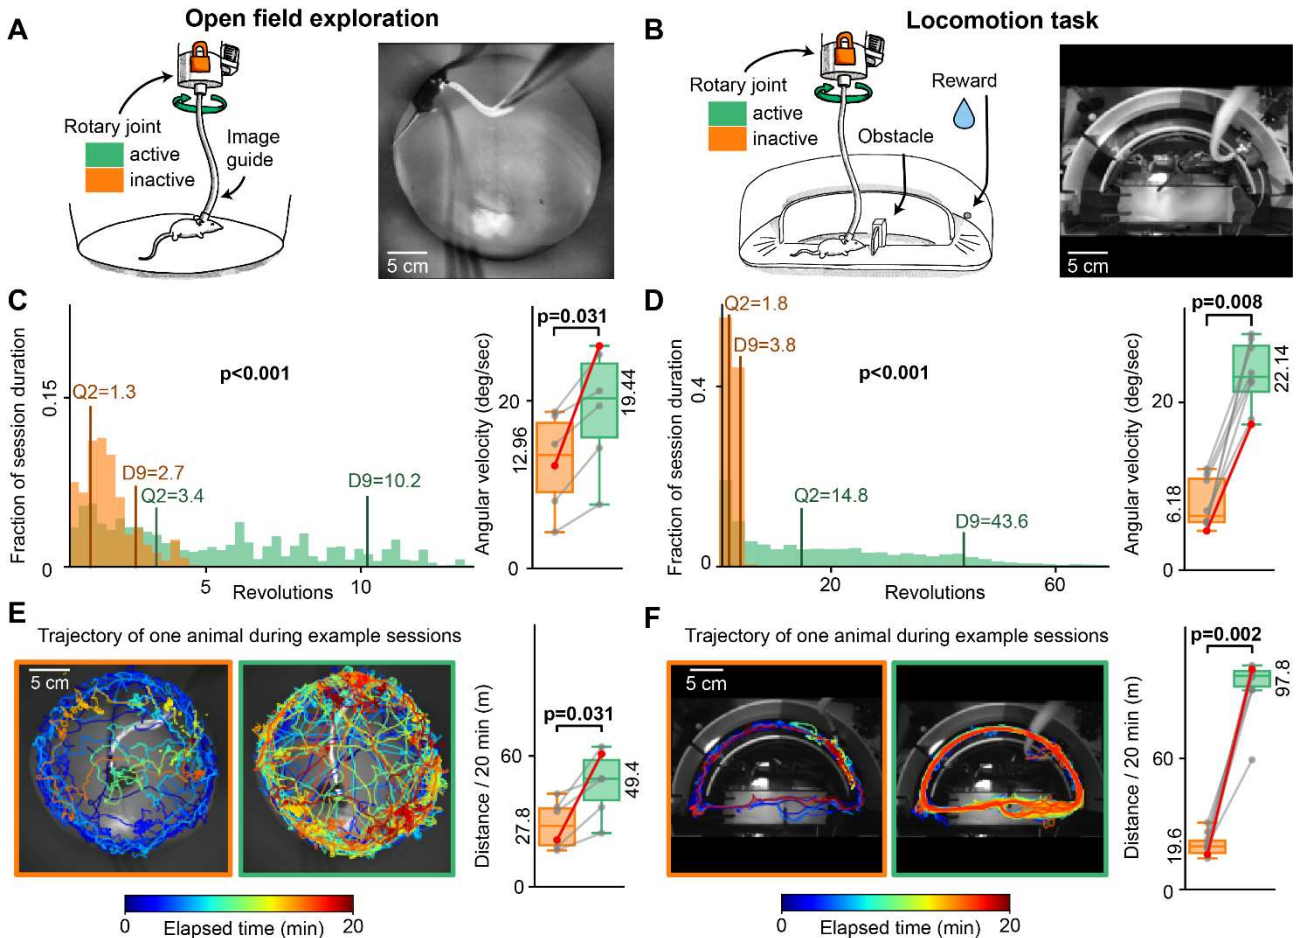 Open field exploration
Locomotion task
A
Rotary joint
active
inactive
Image
guide
5 cm
B
Rotary joint
active
inactive
Obstacle
Reward
5 cm
C
Fraction of session duration
0.15
0
p<0.001
Q2=1.3
D9=2.7
Q2=3.4
D9=10.2
5
10
Revolutions
Angular velocity (deg/sec)
20
0
p=0.031
12.96
19.44
D
Fraction of session duration
0.4
0
Q2=1.8
D9=3.8
p<0.001
Q2=14.8
D9=43.6
20
60
Revolutions
Angular velocity (deg/sec)
20
0
p=0.008
6.18
22.14
E
Trajectory of one animal during example sessions
5 cm
0
20
Elapsed time (min)
Distance / 20 min (m)
60
0
p=0.031
27.8
49.4
F
Trajectory of one animal during example sessions
5 cm
0
20
Elapsed time (min)
Distance / 20 min (m)
60
0
p=0.002
19.6
97.8